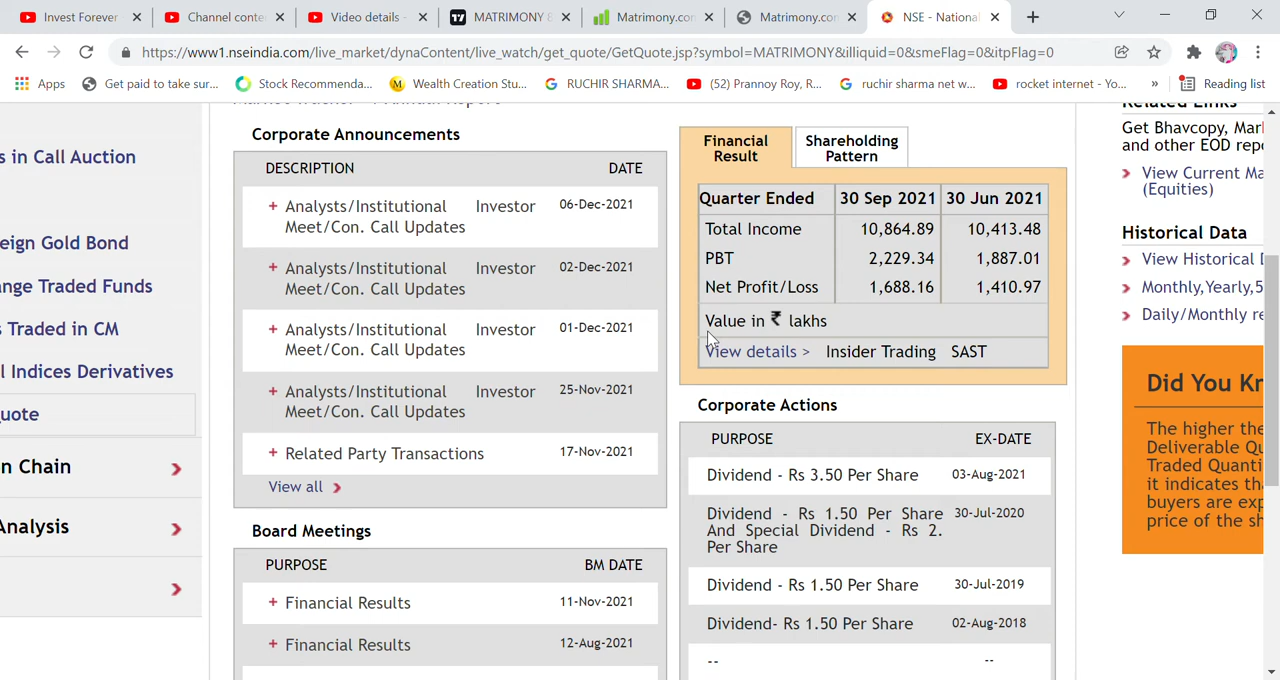 Invest Forever
Channel conte
Video details -
MATRIMONY 8
Matrimony.co
Matrimony.co
NSE - Nationa
https://www1.nseindia.com/live_market/dynaContent/live_watch/get_quote/GetQuote.jsp?symbol=MATRIMONY&illiquid=0&smeFlag=0&itpFlag=0
Apps
Get paid to take sur...
Stock Recommenda...
Wealth Creation Stu...
RUCHIR SHARMA...
(52) Prannoy Roy, R...
ruchir sharma net w...
rocket internet - Yo...
»
Reading list
s in Call Auction
eign Gold Bond
ange Traded Funds
s Traded in CM
l Indices Derivatives
uote
n Chain
Analysis
Corporate Announcements
DESCRIPTION DATE
+ Analysts/Institutional Investor 06-Dec-2021
Meet/Con. Call Updates
+ Analysts/Institutional Investor 02-Dec-2021
Meet/Con. Call Updates
+ Analysts/Institutional Investor 01-Dec-2021
Meet/Con. Call Updates
+ Analysts/Institutional Investor 25-Nov-2021
Meet/Con. Call Updates
+ Related Party Transactions 17-Nov-2021
View all
Board Meetings
PURPOSE BM DATE
+ Financial Results 11-Nov-2021
+ Financial Results 12-Aug-2021
Financial
Result
Shareholding
Pattern
Quarter Ended 30 Sep 2021 30 Jun 2021
Total Income 10,864.89 10,413.48
PBT 2,229.34 1,887.01
Net Profit/Loss 1,688.16 1,410.97
Value in ₹ lakhs
View details > Insider Trading SAST
Corporate Actions
PURPOSE EX-DATE
Dividend - Rs 3.50 Per Share 03-Aug-2021
Dividend - Rs 1.50 Per Share 30-Jul-2020
And Special Dividend - Rs 2.
Per Share
Dividend - Rs 1.50 Per Share 30-Jul-2019
Dividend- Rs 1.50 Per Share 02-Aug-2018
-- --
Related Links
Get Bhavcopy, Mar
and other EOD repo
View Current Ma
(Equities)
Historical Data
View Historical
Monthly,Yearly,5
Daily/Monthly re
Did You Kn
The higher the
Deliverable Qu
Traded Quanti
it indicates tha
buyers are exp
price of the sh